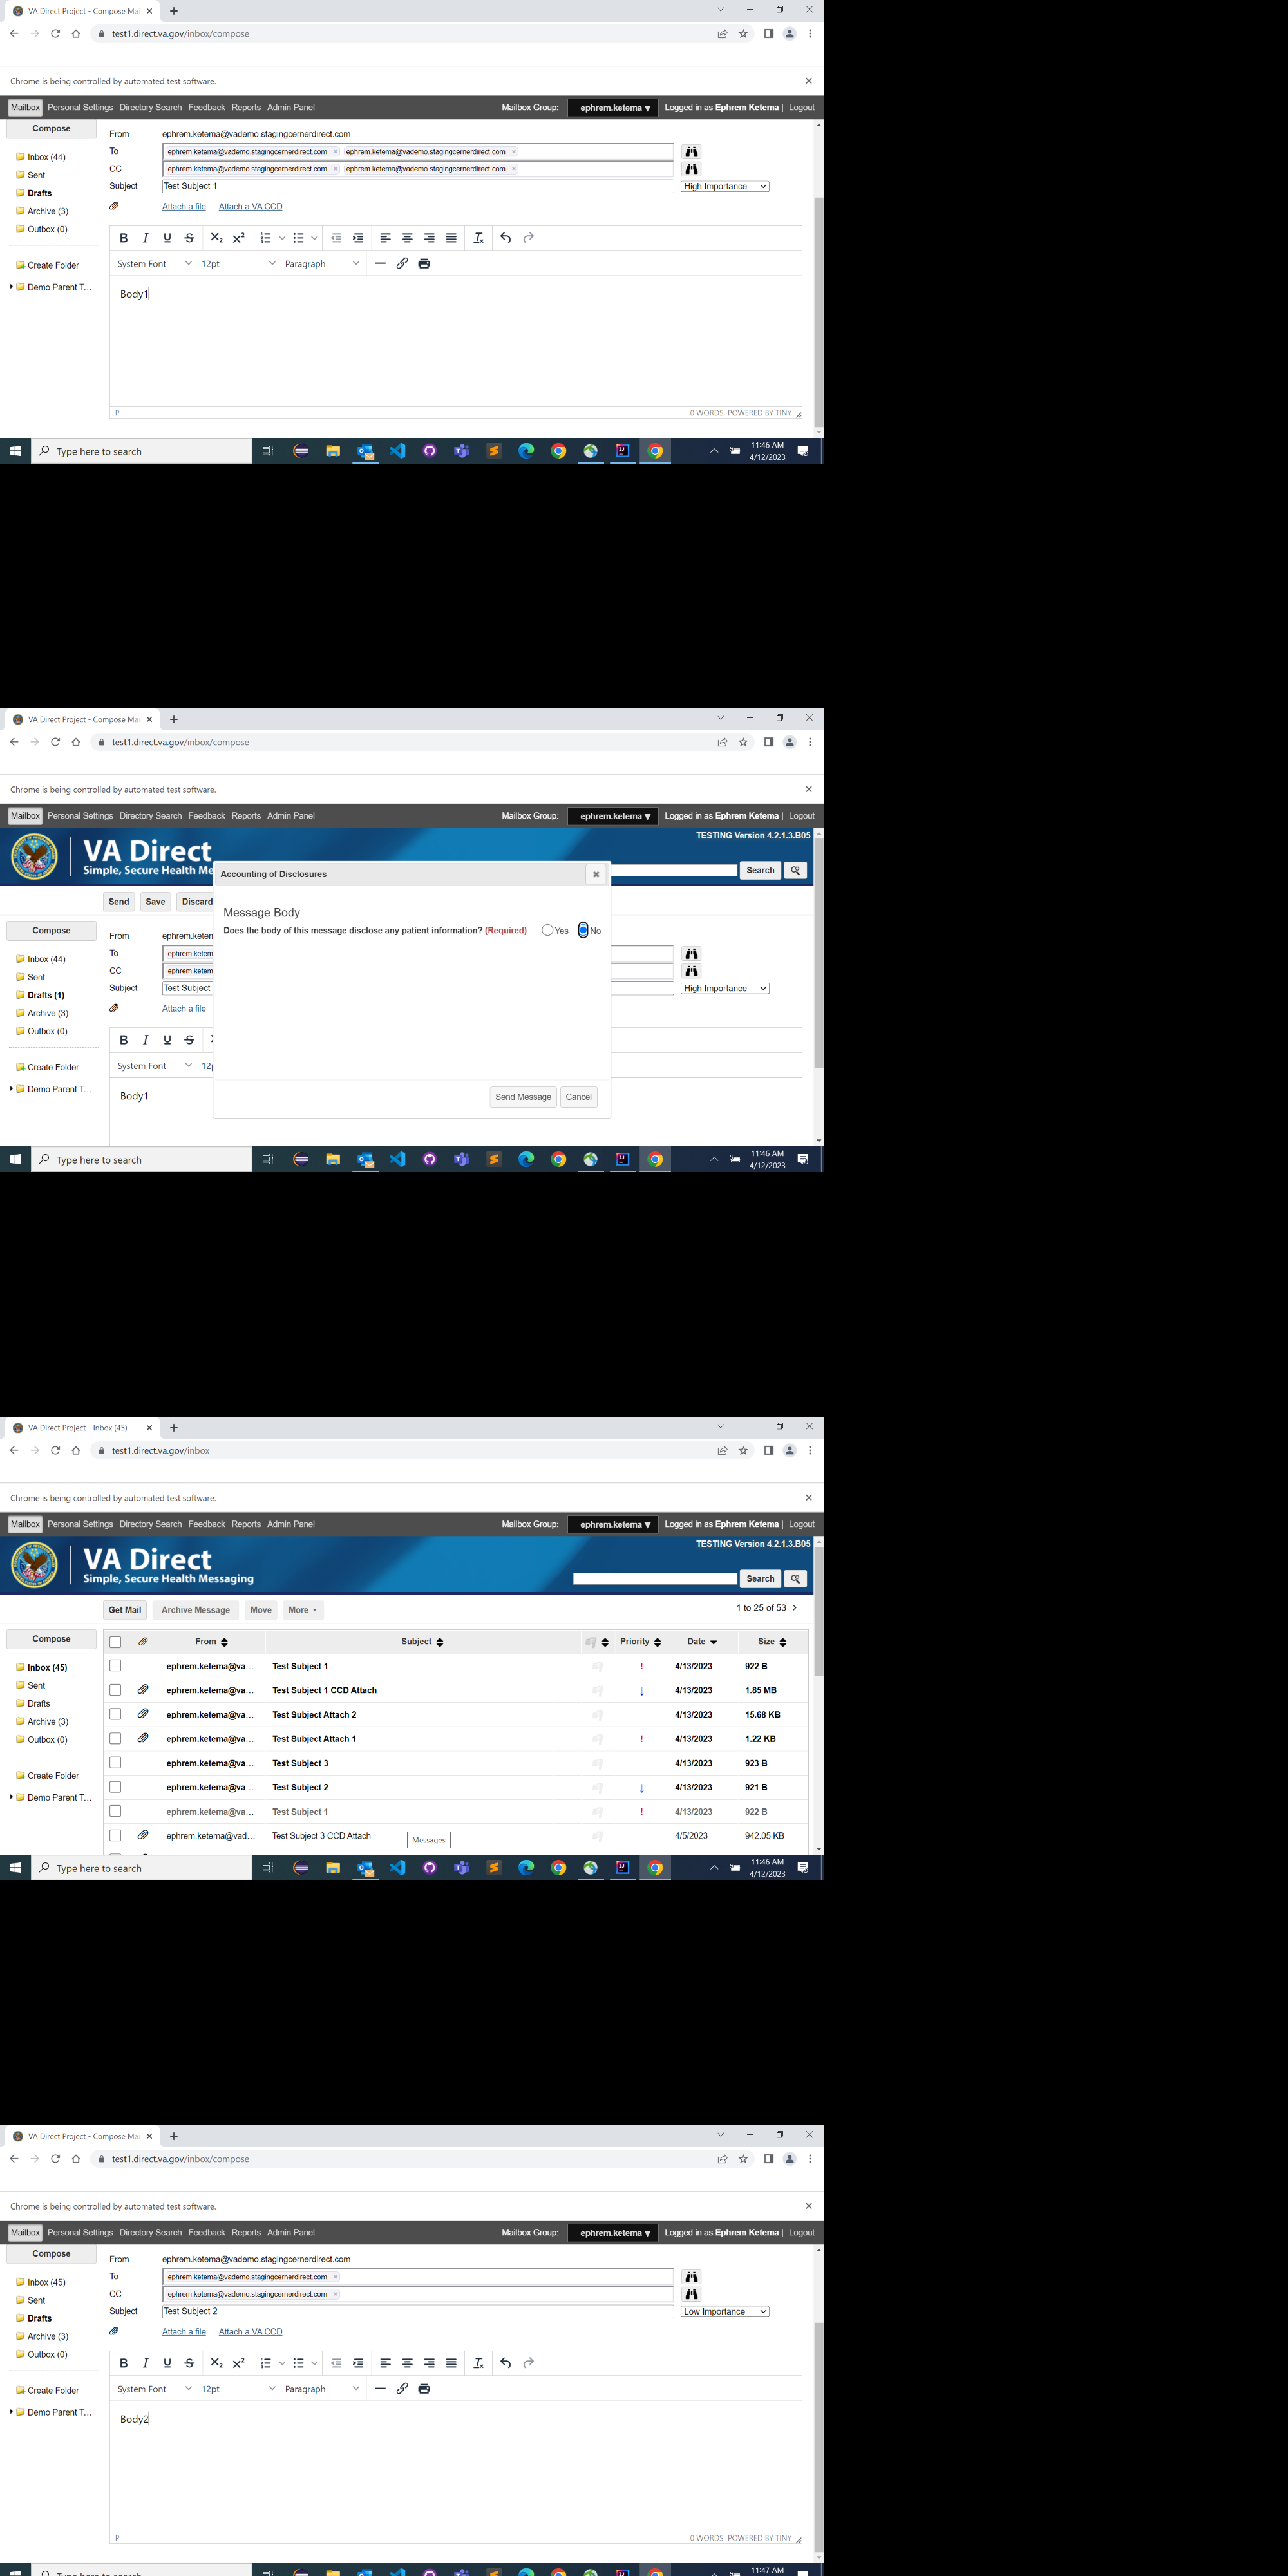 VA Direct Project - Compose Ma
test1.direct.va.gov/inbox/compose
Chrome is being controlled by automated test software.
Mailbox Personal Settings Directory Search Feedback Reports Admin Panel Mailbox Group: ephrem.ketema ▼ Logged in as Ephrem Ketema | Logout
Compose
From ephrem.ketema@vademo.stagingcernerdirect.com
Inbox (44) To ephrem.ketema@vademo.stagingcernerdirect.com × ephrem.ketema@vademo.stagingcernerdirect.com ×
Sent CC ephrem.ketema@vademo.stagingcernerdirect.com × ephrem.ketema@vademo.stagingcernerdirect.com ×
Drafts Subject Test Subject 1 High Importance
Archive (3) Attach a file Attach a VA CCD
Outbox (0)
Create Folder System Font 12pt Paragraph
Demo Parent T... Body1
P 0 WORDS POWERED BY TINY
Type here to search 11:46 AM
4/12/2023
VA Direct Project - Compose Ma
test1.direct.va.gov/inbox/compose
Chrome is being controlled by automated test software.
Mailbox Personal Settings Directory Search Feedback Reports Admin Panel Mailbox Group: ephrem.ketema ▼ Logged in as Ephrem Ketema | Logout
TESTING Version 4.2.1.3.B05
VA Direct
Simple, Secure Health Me
Search
Accounting of Disclosures
Send Save Discard
Message Body
Does the body of this message disclose any patient information? (Required) Yes No
Compose
From ephrem.ketem
Inbox (44) To ephrem.ketem
Sent CC ephrem.ketem
Drafts (1) Subject Test Subject High Importance
Archive (3) Attach a file
Outbox (0)
Create Folder System Font 12p
Demo Parent T... Body1
Send Message Cancel
Type here to search 11:46 AM
4/12/2023
VA Direct Project - Inbox (45)
test1.direct.va.gov/inbox
Chrome is being controlled by automated test software.
Mailbox Personal Settings Directory Search Feedback Reports Admin Panel Mailbox Group: ephrem.ketema ▼ Logged in as Ephrem Ketema | Logout
TESTING Version 4.2.1.3.B05
VA Direct
Simple, Secure Health Messaging
Search
Get Mail Archive Message Move More 1 to 25 of 53
Compose
From Subject Priority Date Size
Inbox (45)
Sent
Drafts
Archive (3)
Outbox (0)
Create Folder
Demo Parent T...
ephrem.ketema@va... Test Subject 1 ! 4/13/2023 922 B
ephrem.ketema@va... Test Subject 1 CCD Attach ↓ 4/13/2023 1.85 MB
ephrem.ketema@va... Test Subject Attach 2 4/13/2023 15.68 KB
ephrem.ketema@va... Test Subject Attach 1 ! 4/13/2023 1.22 KB
ephrem.ketema@va... Test Subject 3 4/13/2023 923 B
ephrem.ketema@va... Test Subject 2 ↓ 4/13/2023 921 B
ephrem.ketema@va... Test Subject 1 ! 4/13/2023 922 B
ephrem.ketema@vad... Test Subject 3 CCD Attach 4/5/2023 942.05 KB
Messages
Type here to search 11:46 AM
4/12/2023
VA Direct Project - Compose Ma
test1.direct.va.gov/inbox/compose
Chrome is being controlled by automated test software.
Mailbox Personal Settings Directory Search Feedback Reports Admin Panel Mailbox Group: ephrem.ketema ▼ Logged in as Ephrem Ketema | Logout
Compose
From ephrem.ketema@vademo.stagingcernerdirect.com
Inbox (45) To ephrem.ketema@vademo.stagingcernerdirect.com ×
Sent CC ephrem.ketema@vademo.stagingcernerdirect.com ×
Drafts Subject Test Subject 2 Low Importance
Archive (3) Attach a file Attach a VA CCD
Outbox (0)
Create Folder System Font 12pt Paragraph
Demo Parent T... Body2
P 0 WORDS POWERED BY TINY
Type here to search 11:47 AM